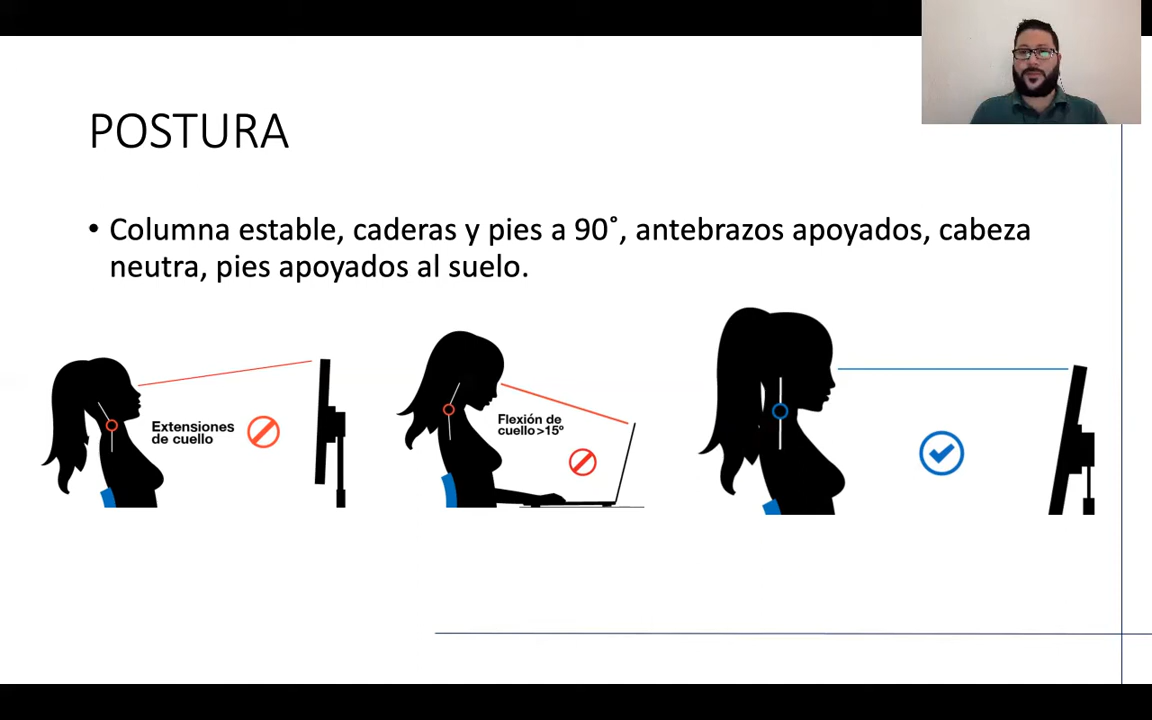 POSTURA
• Columna estable, caderas y pies a 90˚, antebrazos apoyados, cabeza
neutra, pies apoyados al suelo.
Extensiones
de cuello
Flexión de
cuello>15º